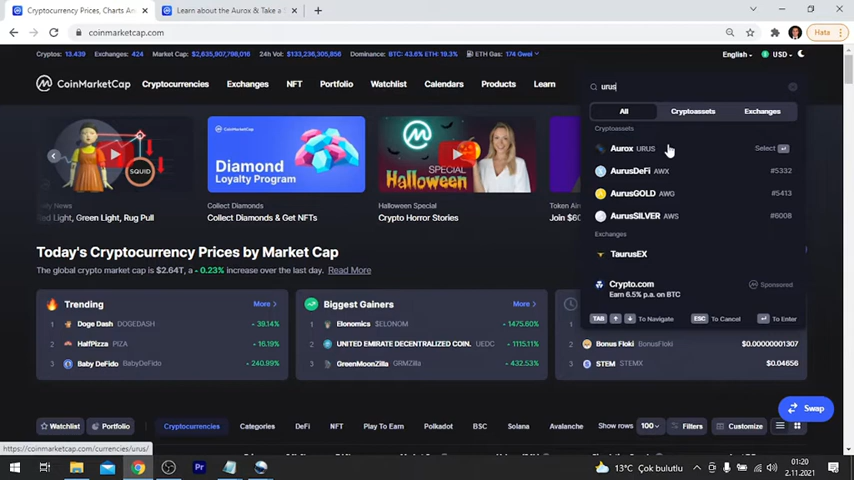 Cryptocurrency Prices, Charts An
Learn about the Aurox & Take a
coinmarketcap.com
Hata
Cryptos: 13.439 Exchanges: 424 Market Cap: $2,635,907,798,016 24h Vol: $133,236,305,856 Dominance: BTC: 43.6% ETH: 19.3% ETH Gas: 174 Gwei
English USD
CoinMarketCap Cryptocurrencies Exchanges NFT Portfolio Watchlist Calendars Products Learn
urus
All Cryptoassets Exchanges
Cryptoassets
Aurox URUS Select
AurusDeFi AWX #5332
AurusGOLD AWG #5413
AurusSILVER AWS #6008
Exchanges
TaurusEX
Crypto.com Sponsored
Earn 6.5% p.a. on BTC
TAB To Navigate ESC To Cancel To Enter
SQUID
Diamond
Loyalty Program
Halloween
Special
Red Light, Green Light, Rug Pull
Collect Diamonds
Collect Diamonds & Get NFTs
Halloween Special
Crypto Horror Stories
Token Air
Join $60
Today's Cryptocurrency Prices by Market Cap
The global crypto market cap is $2.64T, a - 0.23% increase over the last day. Read More
Trending More
1 Doge Dash DOGEDASH - 39.14%
2 HalfPizza PIZA - 16.19%
3 Baby DeFido - 240.99%
Biggest Gainers More
1 Elonomics $ELONOM - 1475.60%
2 UNITED EMIRATE DECENTRALIZED COIN. UEDC - 1115.11%
3 GreenMoonZilla GRMZilla - 432.53%
2 Bonus Floki BonusFloki $0.00000001307
3 STEM STEMX $0.04656
Swap
Watchlist Portfolio Cryptocurrencies Categories DeFi NFT Play To Earn Polkadot BSC Solana Avalanche Show rows 100 Filters Customize
https://coinmarketcap.com/currencies/urus/
Pr
13°C Çok bulutlu
01:20
2.11.2021